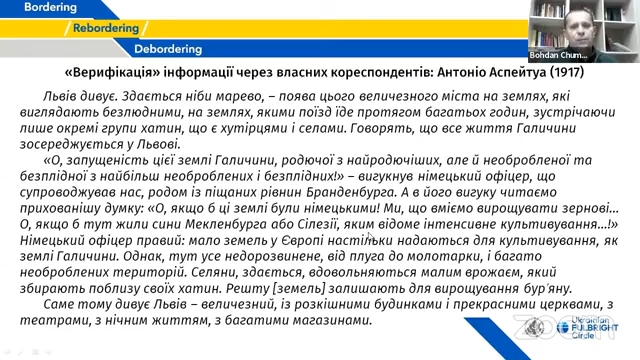 Bordering
Rebordering
Debordering
Bohdan Chum...
«Верифікація» інформації через власних кореспондентів: Антоніо Аспейтуа (1917)
Львів дивує. Здається ніби марево, – поява цього величезного міста на землях, які
виглядають безлюдними, на землях, якими поїзд їде протягом багатьох годин, зустрічаючи
лише окремі групи хатин, що є хутірцями і селами. Говорять, що все життя Галичини
зосереджується у Львові.
«О, запущеність цієї землі Галичини, родючої з найродючіших, але й необробленої та
безплідної з найбільш необроблених і безплідних!» – вигукнув німецький офіцер, що
супроводжував нас, родом із піщаних рівнин Бранденбурга. А в його вигуку читаємо
прихованішу думку: «О, якщо б ці землі були німецькими! Ми, що вміємо вирощувати зернові...
О, якщо б тут жили сини Мекленбурга або Сілезії, яким відоме інтенсивне культивування...!»
Німецький офіцер правий: мало земель у Європі настільки надаються для культивування, як
землі Галичини. Однак, тут усе недорозвинене, від плуга до молотарки, і багато
необроблених територій. Селяни, здається, вдовольняються малим врожаєм, який
збирають поблизу своїх хатин. Решту [земель] залишають для вирощування бур'яну.
Саме тому дивує Львів – величезний, із розкішними будинками і прекрасними церквами, з
театрами, з нічним життям, з багатими магазинами.
zoom
Ukrainian
FULBRIGHT
Circle